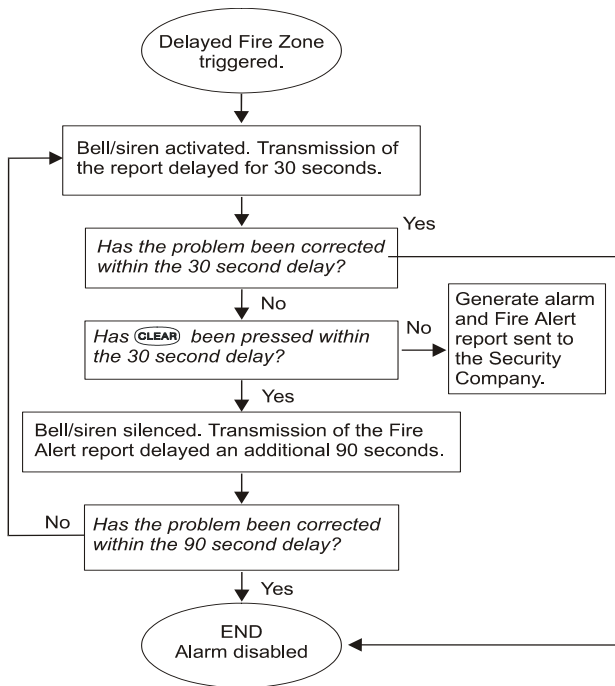 Delayed Fire Zone
triggered.
Bell/siren activated. Transmission of
the report delayed for 30 seconds.
Yes
Has the problem been corrected
within the 30 second delay?
No
Has CLEAR been pressed within
the 30 second delay?
No
Generate alarm
and Fire Alert
report sent to
the Security
Company.
Yes
Bell/siren silenced. Transmission of the Fire
Alert report delayed an additional 90 seconds.
No
Has the problem been corrected
within the 90 second delay?
Yes
END
Alarm disabled